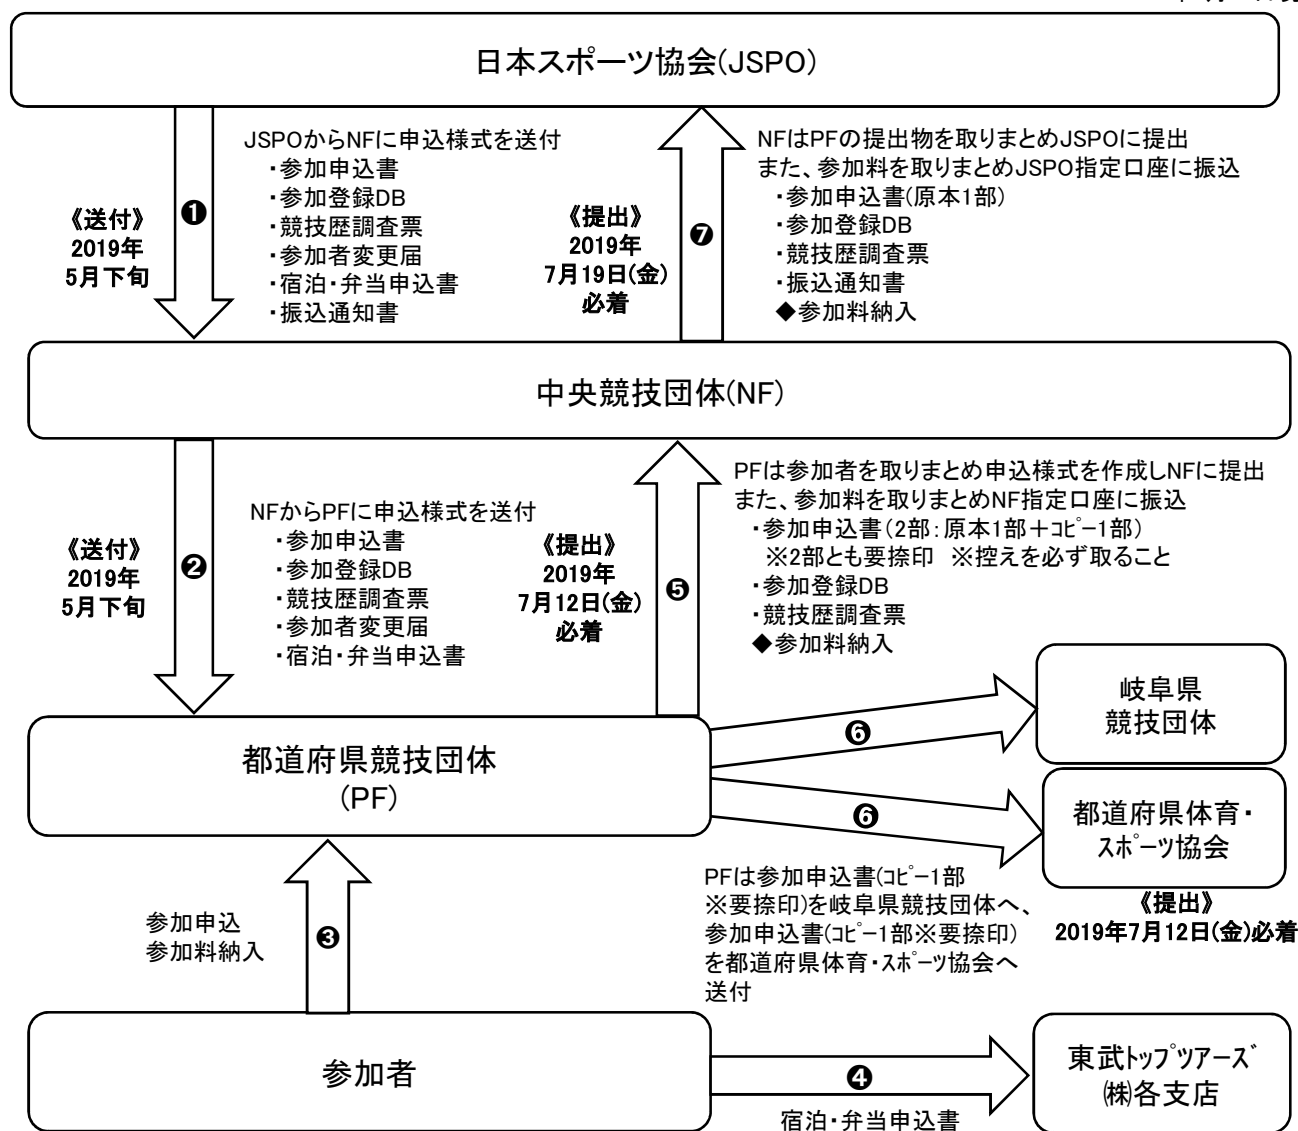 日本スポーツ協会(JSPO)
JSPOからNFに申込様式を送付
・参加申込書
・参加登録DB
・競技歴調査票
・参加者変更届
・宿泊・弁当申込書
・振込通知書
《送付》
2019年
5月下旬
❶
NFはPFの提出物を取りまとめJSPOに提出
また、参加料を取りまとめJSPO指定口座に振込
・参加申込書(原本1部)
・参加登録DB
・競技歴調査票
・振込通知書
◆参加料納入
《提出》
2019年
7月19日(金)
必着
❼
中央競技団体(NF)
NFからPFに申込様式を送付
・参加申込書
・参加登録DB
・競技歴調査票
・参加者変更届
・宿泊・弁当申込書
《送付》
2019年
5月下旬
❷
PFは参加者を取りまとめ申込様式を作成しNFに提出
また、参加料を取りまとめNF指定口座に振込
・参加申込書(2部:原本1部+ｺﾋﾟｰ1部)
※2部とも要捺印　※控えを必ず取ること
・参加登録DB
・競技歴調査票
◆参加料納入
《提出》
2019年
7月12日(金)
必着
❺
都道府県競技団体
(PF)
❻
岐阜県
競技団体
❻
都道府県体育・
ｽﾎﾟｰﾂ協会
《提出》
2019年7月12日(金)必着
PFは参加申込書(ｺﾋﾟｰ1部
※要捺印)を岐阜県競技団体へ、
参加申込書(ｺﾋﾟｰ1部※要捺印)
を都道府県体育・ｽﾎﾟｰﾂ協会へ
送付
参加申込
参加料納入
❸
参加者
❹
宿泊・弁当申込書
東武ﾄｯﾌﾟﾂｱｰｽﾞ
㈱各支店